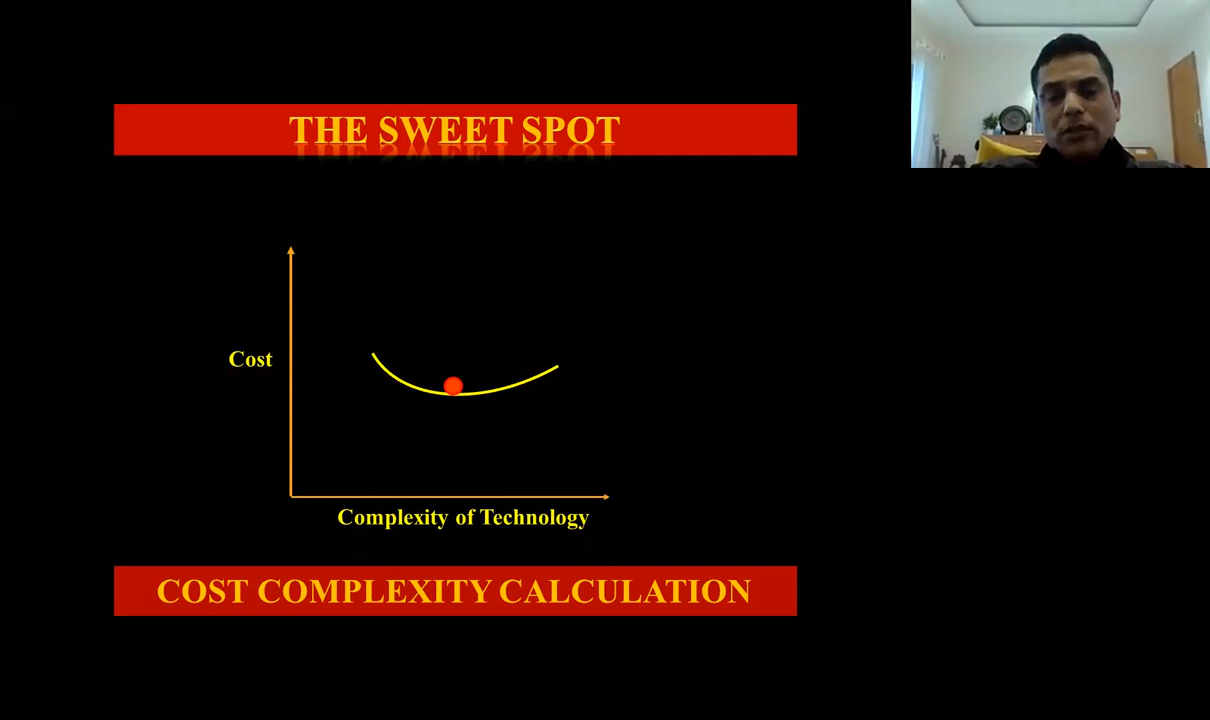 THE SWEET SPOT
Cost
Complexity of Technology
COST COMPLEXITY CALCULATION